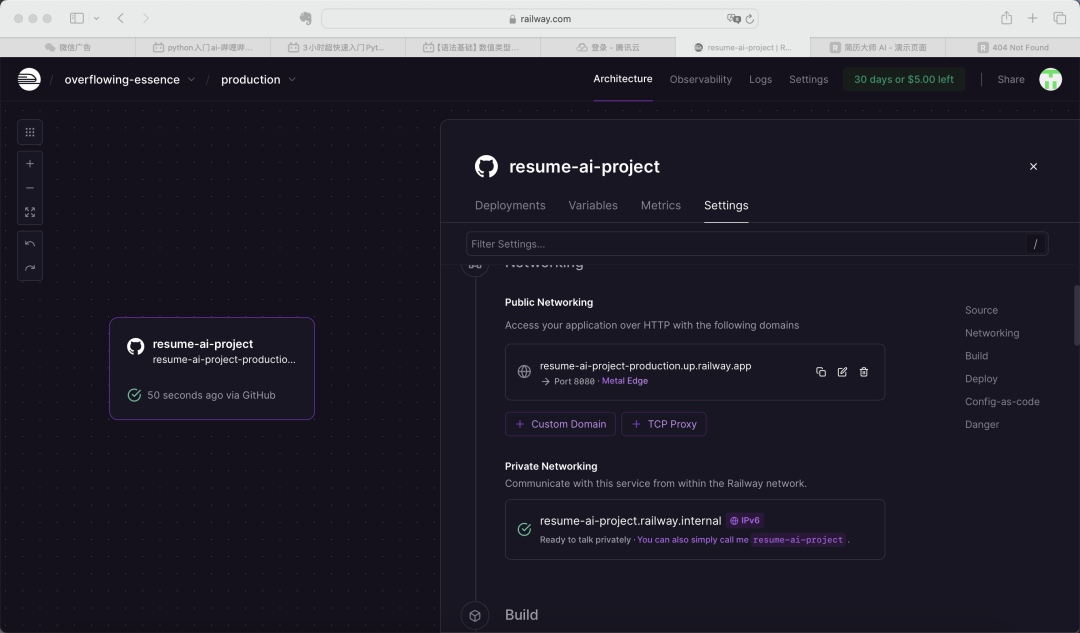 railway.com
微信广告
python入门ai-哔哩哔...
3小时超快速入门Pyt...
【语法基础】数值类型...
登录 - 腾讯云
resume-ai-project | R...
简历大师 AI - 演示页面
404 Not Found
/ overflowing-essence / production
Architecture
Observability
Logs
Settings
30 days or $5.00 left
Share
resume-ai-project
Deployments
Variables
Metrics
Settings
Filter Settings...
/
Networking
Public Networking
Access your application over HTTP with the following domains
resume-ai-project-production.up.railway.app
Port 8080 · Metal Edge
Custom Domain
TCP Proxy
Private Networking
Communicate with this service from within the Railway network.
resume-ai-project.railway.internal IPv6
Ready to talk privately · You can also simply call me resume-ai-project .
Build
Source
Networking
Build
Deploy
Config-as-code
Danger
resume-ai-project
resume-ai-project-productio...
50 seconds ago via GitHub